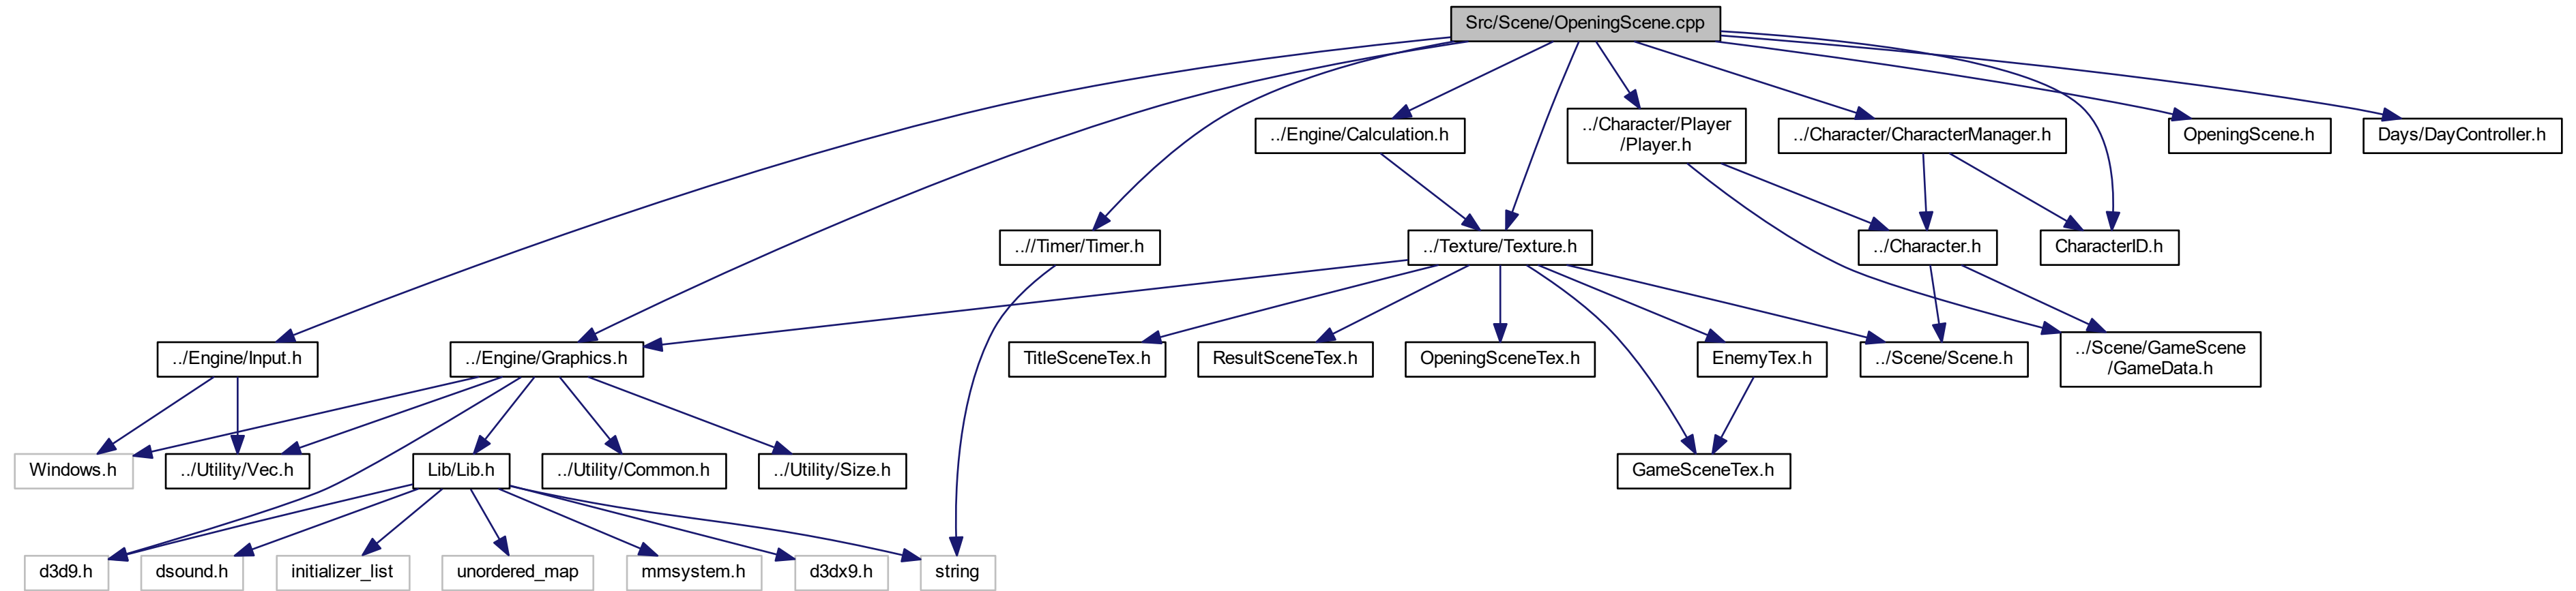 Src/Scene/OpeningScene.cpp
../Engine/Calculation.h
../Character/Player
/Player.h
../Character/CharacterManager.h
OpeningScene.h
Days/DayController.h
..//Timer/Timer.h
../Texture/Texture.h
../Character.h
CharacterID.h
../Engine/Input.h
../Engine/Graphics.h
TitleSceneTex.h
ResultSceneTex.h
OpeningSceneTex.h
EnemyTex.h
../Scene/Scene.h
../Scene/GameScene
/GameData.h
Windows.h
../Utility/Vec.h
Lib/Lib.h
../Utility/Common.h
../Utility/Size.h
GameSceneTex.h
d3d9.h
dsound.h
initializer_list
unordered_map
mmsystem.h
d3dx9.h
string